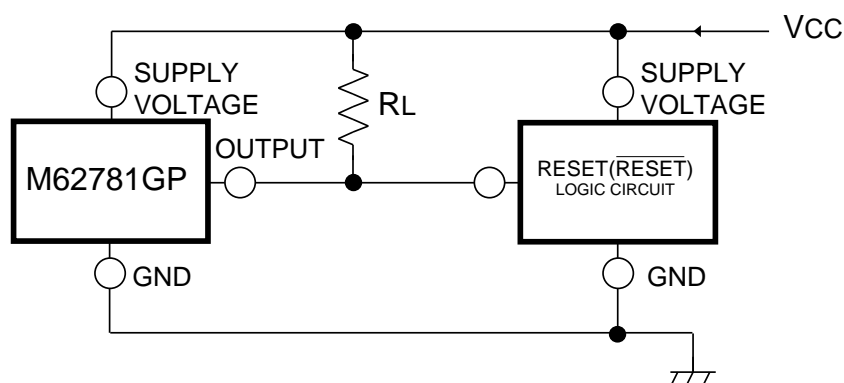 VCC
SUPPLY
VOLTAGE
RL
SUPPLY
VOLTAGE
M62781GP
OUTPUT
RESET(RESET)
LOGIC CIRCUIT
GND
GND